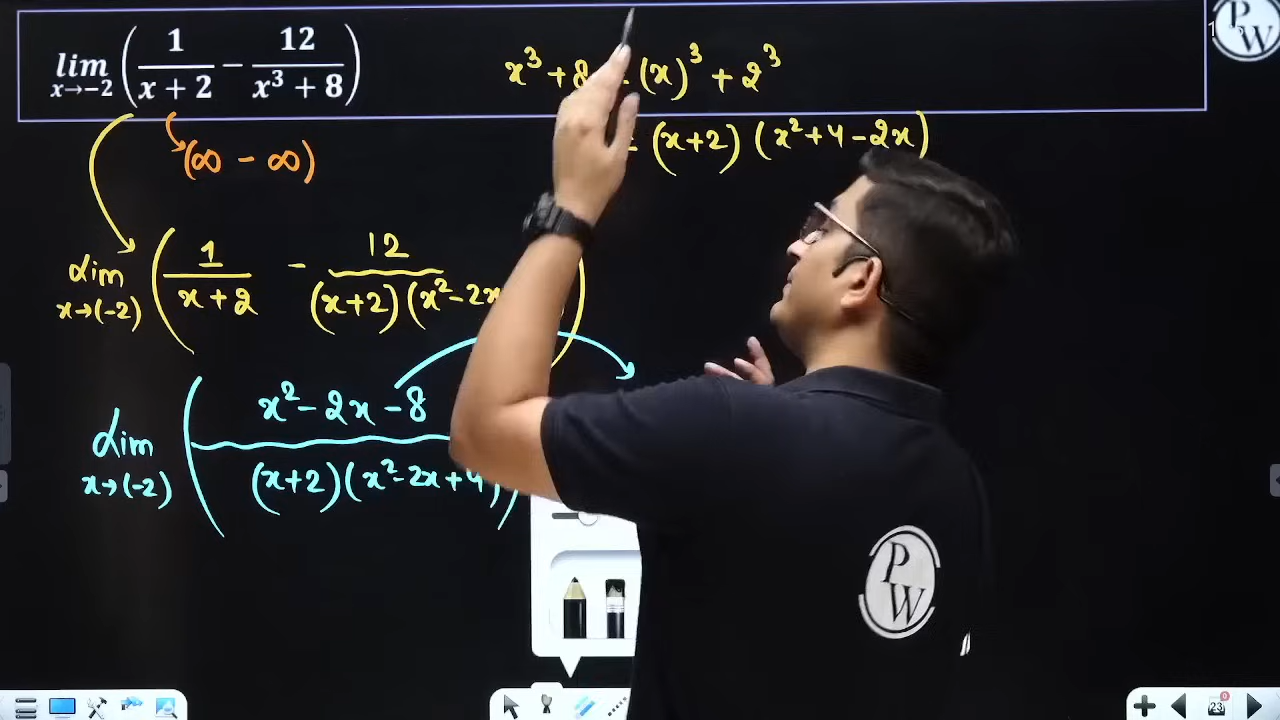 lim x→−2 (1/(x + 2) − 12/(x³ + 8))
x³ + 8 = (x)³ + 2³
= (x+2) (x²+4−2x)
(∞ − ∞)
lim x→(−2) (1/(x+2) − 12/((x+2)(x²−2x
lim x→(−2) ((x²−2x−8)/((x+2)(x²−2x+4)))
P W
P W
23